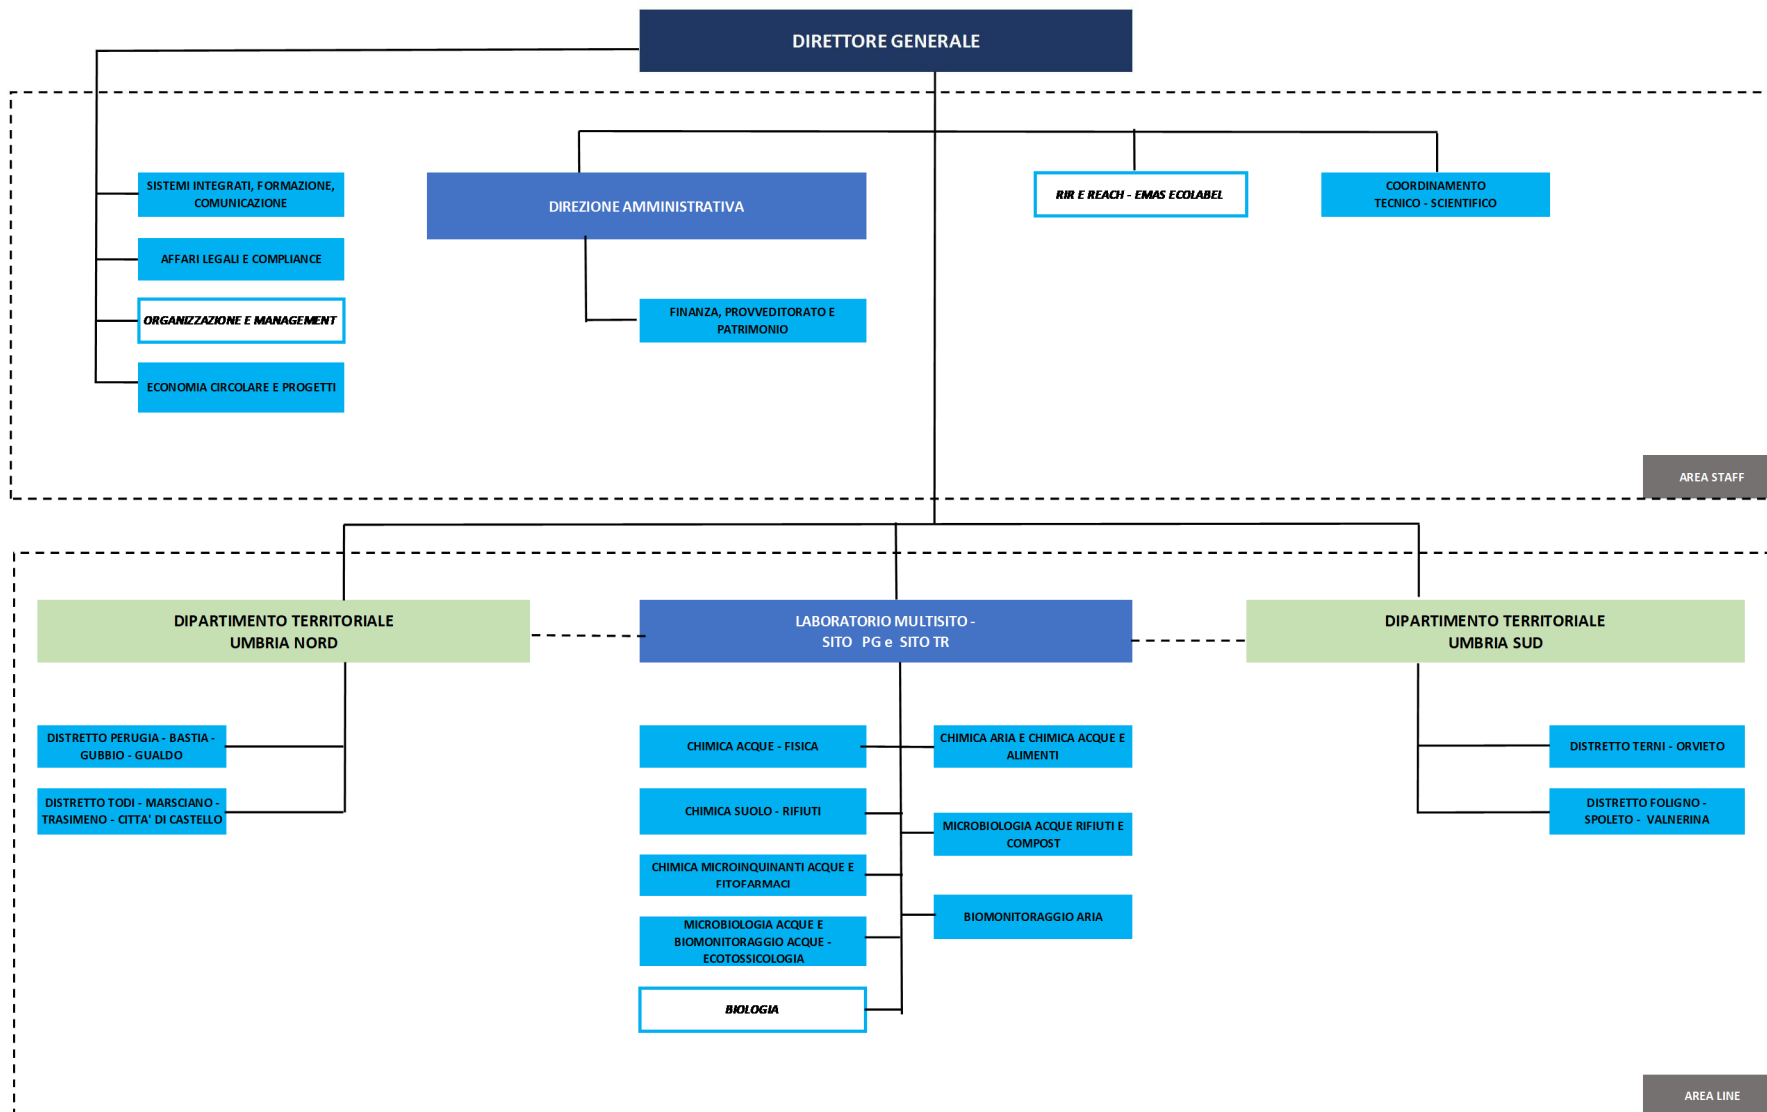 DIRETTORE GENERALE
SISTEMI INTEGRATI, FORMAZIONE,
COMUNICAZIONE
AFFARI LEGALI E COMPLIANCE
ORGANIZZAZIONE E MANAGEMENT
ECONOMIA CIRCOLARE E PROGETTI
DIREZIONE AMMINISTRATIVA
FINANZA, PROVVEDITORATO E
PATRIMONIO
RIR E REACH - EMAS ECOLABEL
COORDINAMENTO
TECNICO - SCIENTIFICO
AREA STAFF
DIPARTIMENTO TERRITORIALE
UMBRIA NORD
LABORATORIO MULTISITO -
SITO PG e SITO TR
DIPARTIMENTO TERRITORIALE
UMBRIA SUD
DISTRETTO PERUGIA - BASTIA -
GUBBIO - GUALDO
DISTRETTO TODI - MARSCIANO -
TRASIMENO - CITTA' DI CASTELLO
CHIMICA ACQUE - FISICA
CHIMICA SUOLO - RIFIUTI
CHIMICA MICROINQUINANTI ACQUE E
FITOFARMACI
MICROBIOLOGIA ACQUE E
BIOMONITORAGGIO ACQUE -
ECOTOSSICOLOGIA
BIOLOGIA
CHIMICA ARIA E CHIMICA ACQUE E
ALIMENTI
MICROBIOLOGIA ACQUE RIFIUTI E
COMPOST
BIOMONITORAGGIO ARIA
DISTRETTO TERNI - ORVIETO
DISTRETTO FOLIGNO -
SPOLETO - VALNERINA
AREA LINE